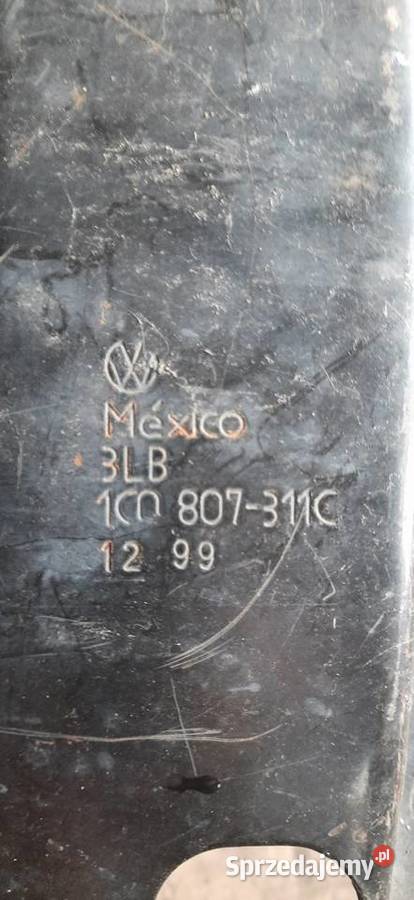 México
3LB
1C0 807-311C
12 99
Sprzedajemy.pl